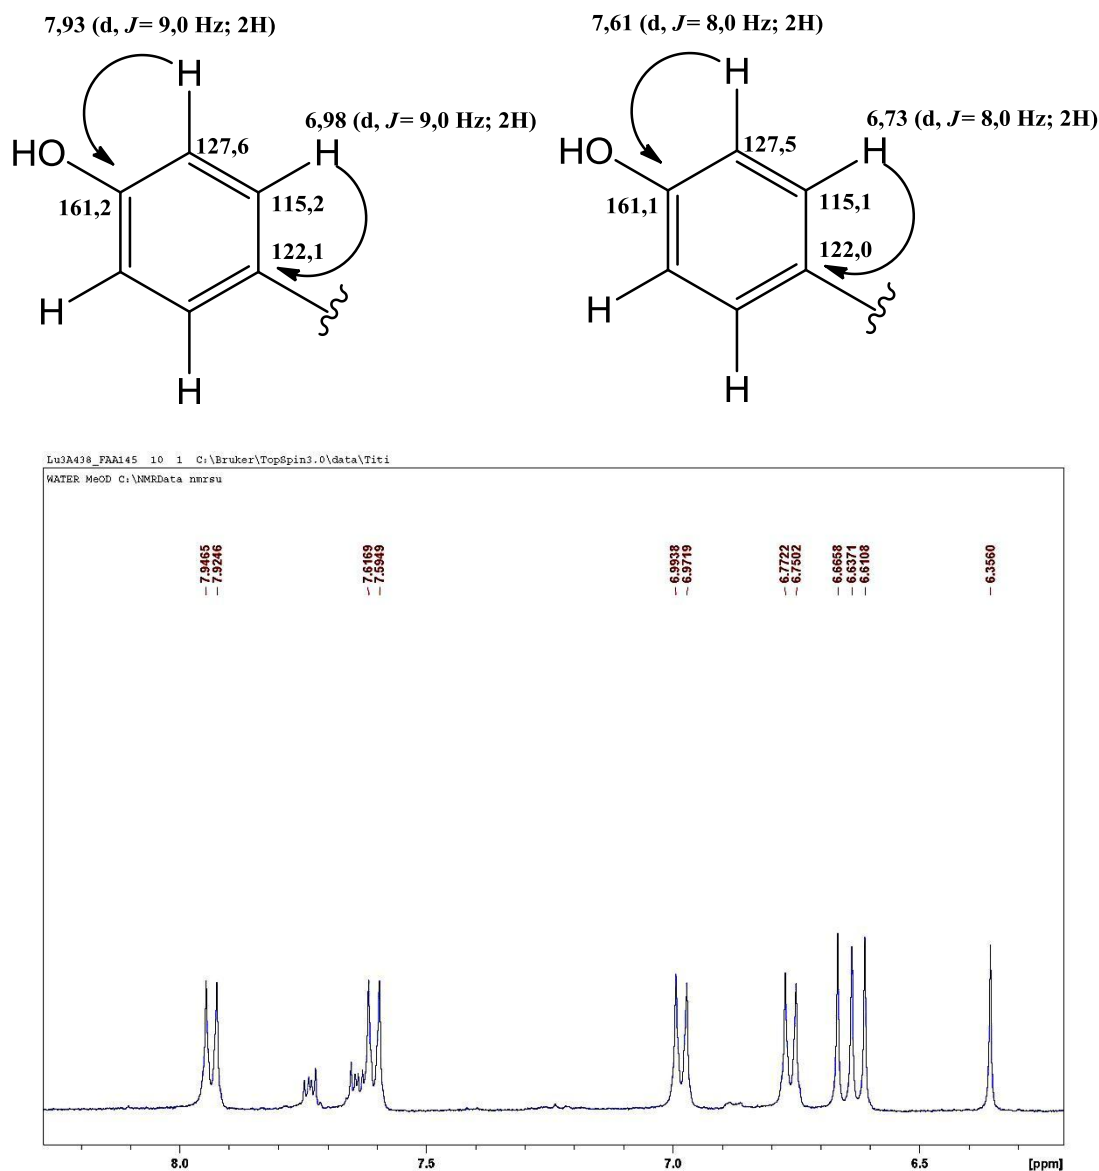 7,93 (d, J= 9,0 Hz; 2H)
7,61 (d, J= 8,0 Hz; 2H)
H
H
6,98 (d, J= 9,0 Hz; 2H)
6,73 (d, J= 8,0 Hz; 2H)
HO
127,6
H
HO
127,5
H
161,2
115,2
161,1
115,1
122,1
122,0
H
H
H
H
Lu3A438_FAA145 10 1 C:\Bruker\TopSpin3.0\data\Titi
WATER MeOD C:\NMRData nmrsu
7.9465
7.9246
7.6169
7.5949
6.9938
6.9719
6.7722
6.7502
6.6658
6.6371
6.6108
6.3560
8.0 7.5 7.0 6.5 [ppm]